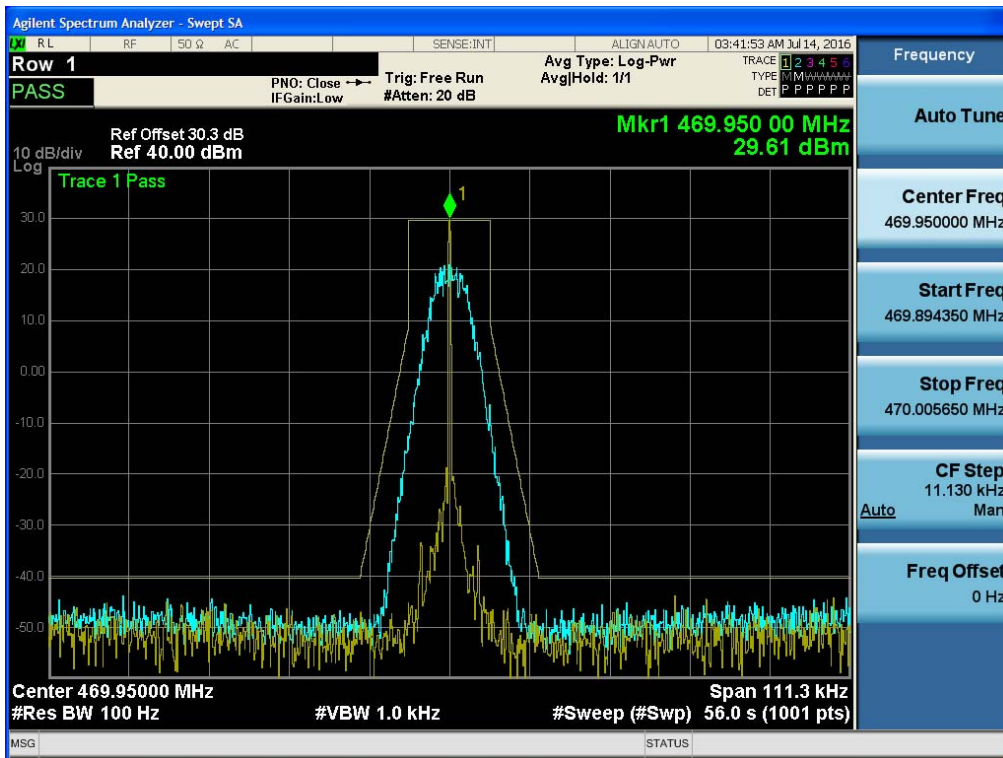 Agilent Spectrum Analyzer - Swept SA
LXI RL RF 50 Ω AC SENSE:INT ALIGN AUTO 03:41:53 AM Jul 14, 2016
Row 1
PASS
PNO: Close
IFGain:Low
Trig: Free Run
#Atten: 20 dB
Avg Type: Log-Pwr
Avg|Hold: 1/1
TRACE 1 2 3 4 5 6
TYPE M M
DET P P P P P P
Ref Offset 30.3 dB
Ref 40.00 dBm
10 dB/div
Log
Mkr1 469.950 00 MHz
29.61 dBm
Trace 1 Pass
1
30.0
20.0
10.0
0.00
-10.0
-20.0
-30.0
-40.0
-50.0
Center 469.95000 MHz
#Res BW 100 Hz
#VBW 1.0 kHz
Span 111.3 kHz
#Sweep (#Swp) 56.0 s (1001 pts)
MSG
STATUS
Frequency
Auto Tune
Center Freq
469.950000 MHz
Start Freq
469.894350 MHz
Stop Freq
470.005650 MHz
CF Step
11.130 kHz
Auto Man
Freq Offset
0 Hz